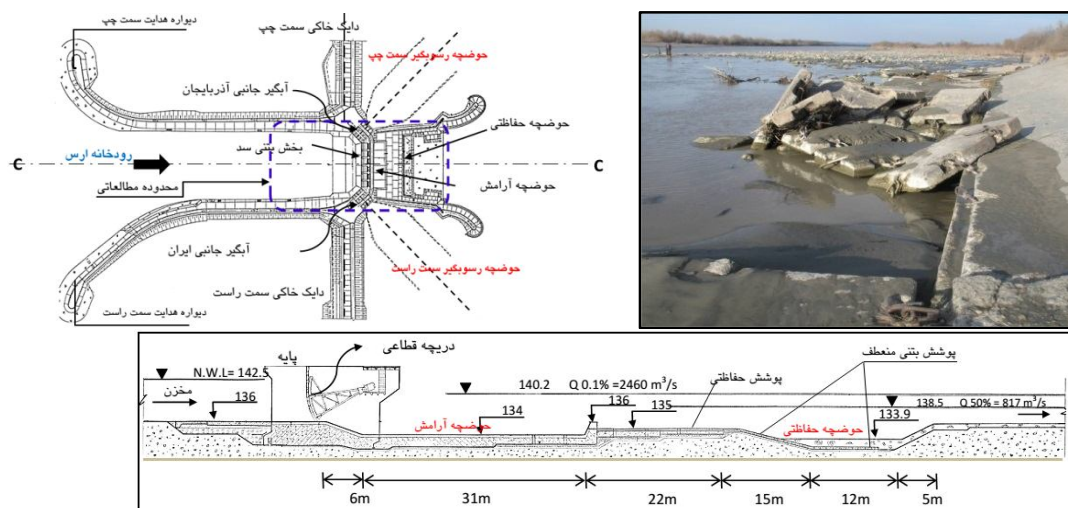 دیواره هدایت سمت چپ
دایک خاکی سمت چپ
حوضچه رسوبگیر سمت چپ
آبگیر جانبی آذربایجان
حوضچه حفاظتی
بخش بتنی سد
رودخانه ارس
C
C
محدوده مطالعاتی
حوضچه آرامش
آبگیر جانبی ایران
حوضچه رسوبگیر سمت راست
دایک خاکی سمت راست
دیواره هدایت سمت راست
دریچه قطاعی
پایه
پوشش بتنی منعطف
N.W.L= 142.5
مخزن
136
140.2
Q 0.1% =2460 m³/s
پوشش حفاظتی
138.5
Q 50% = 817 m³/s
134
136
135
133.9
حوضچه آرامش
حوضچه حفاظتی
6m
31m
22m
15m
12m
5m